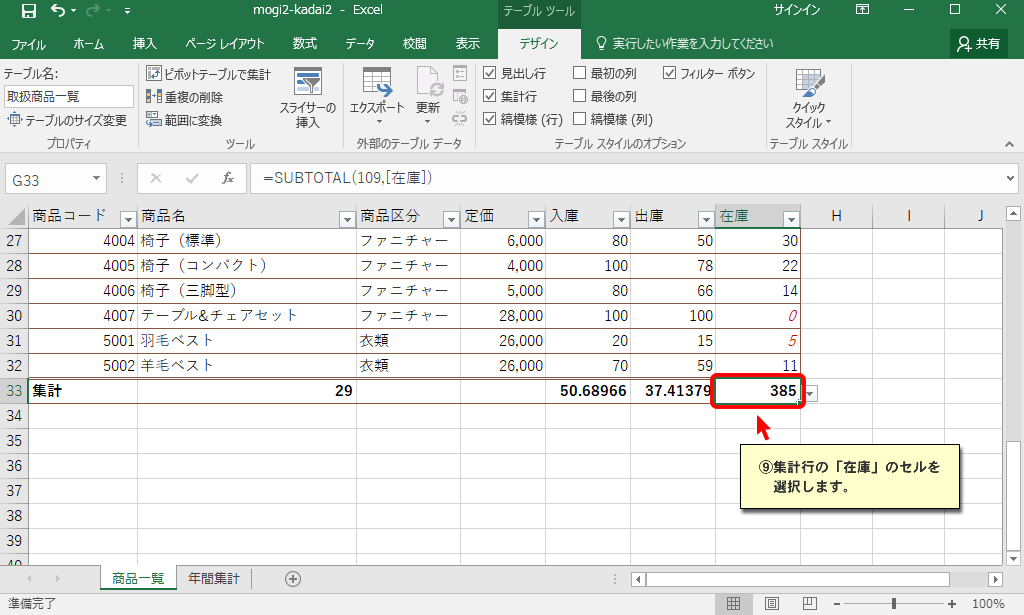 mogi2-kadai2 - Excel
テーブル ツール
サインイン
ファイル ホーム 挿入 ページ レイアウト 数式 データ 校閲 表示 デザイン 実行したい作業を入力してください 共有
テーブル名:
取扱商品一覧
テーブルのサイズ変更
プロパティ
ピボットテーブルで集計
重複の削除
範囲に変換
スライサーの
挿入
ツール
エクスポート
更新
外部のテーブル データ
見出し行 最初の列 フィルター ボタン
集計行 最後の列
縞模様 (行) 縞模様 (列)
テーブル スタイルのオプション
クイック
スタイル
テーブル スタイル
G33 fx =SUBTOTAL(109,[在庫])
商品コード 商品名 商品区分 定価 入庫 出庫 在庫 H I J
27 4004 椅子（標準） ファニチャー 6,000 80 50 30
28 4005 椅子（コンパクト） ファニチャー 4,000 100 78 22
29 4006 椅子（三脚型） ファニチャー 5,000 80 66 14
30 4007 テーブル&チェアセット ファニチャー 28,000 100 100 0
31 5001 羽毛ベスト 衣類 26,000 20 15 5
32 5002 羊毛ベスト 衣類 26,000 70 59 11
33 集計 29 50.68966 37.41379 385
34
35
36
37
38
39
40
⑨集計行の「在庫」のセルを
選択します。
商品一覧 年間集計
準備完了 100%